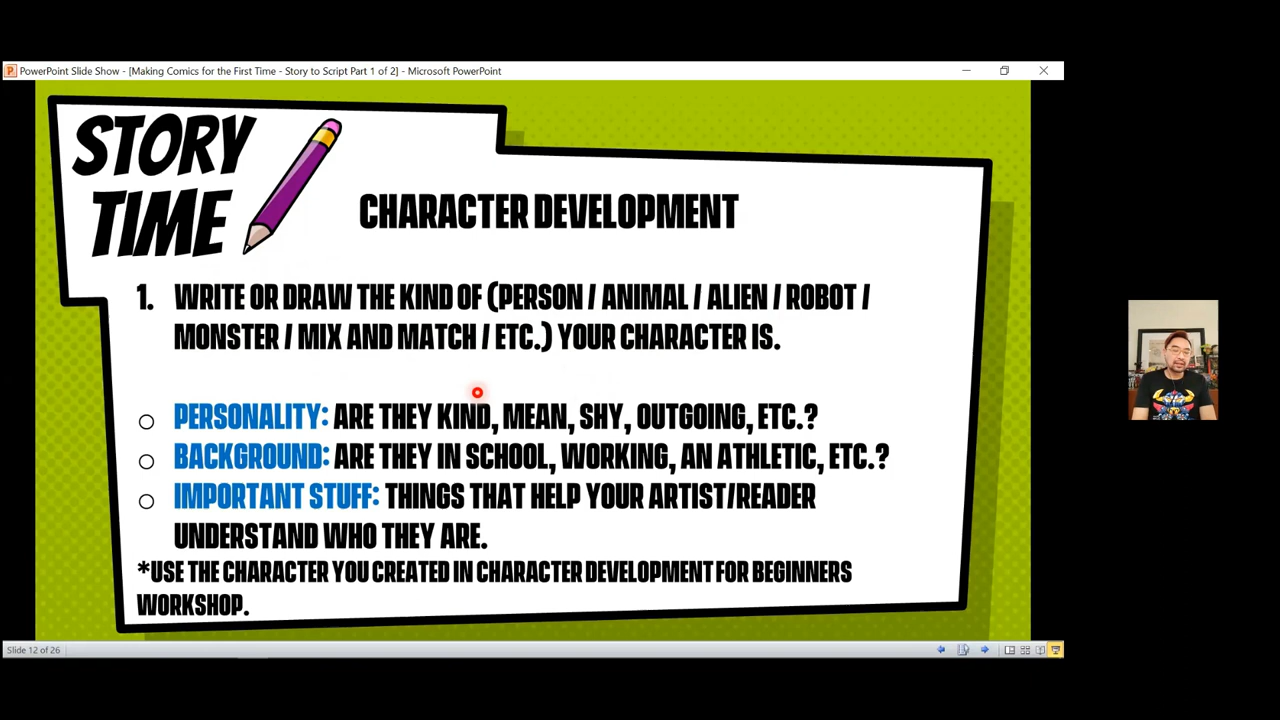 PowerPoint Slide Show - [Making Comics for the First Time - Story to Script Part 1 of 2] - Microsoft PowerPoint
STORY
TIME
CHARACTER DEVELOPMENT
1. WRITE OR DRAW THE KIND OF (PERSON / ANIMAL / ALIEN / ROBOT /
MONSTER / MIX AND MATCH / ETC.) YOUR CHARACTER IS.
PERSONALITY: ARE THEY KIND, MEAN, SHY, OUTGOING, ETC.?
BACKGROUND: ARE THEY IN SCHOOL, WORKING, AN ATHLETIC, ETC.?
IMPORTANT STUFF: THINGS THAT HELP YOUR ARTIST/READER
UNDERSTAND WHO THEY ARE.
*USE THE CHARACTER YOU CREATED IN CHARACTER DEVELOPMENT FOR BEGINNERS
WORKSHOP.
Slide 12 of 26